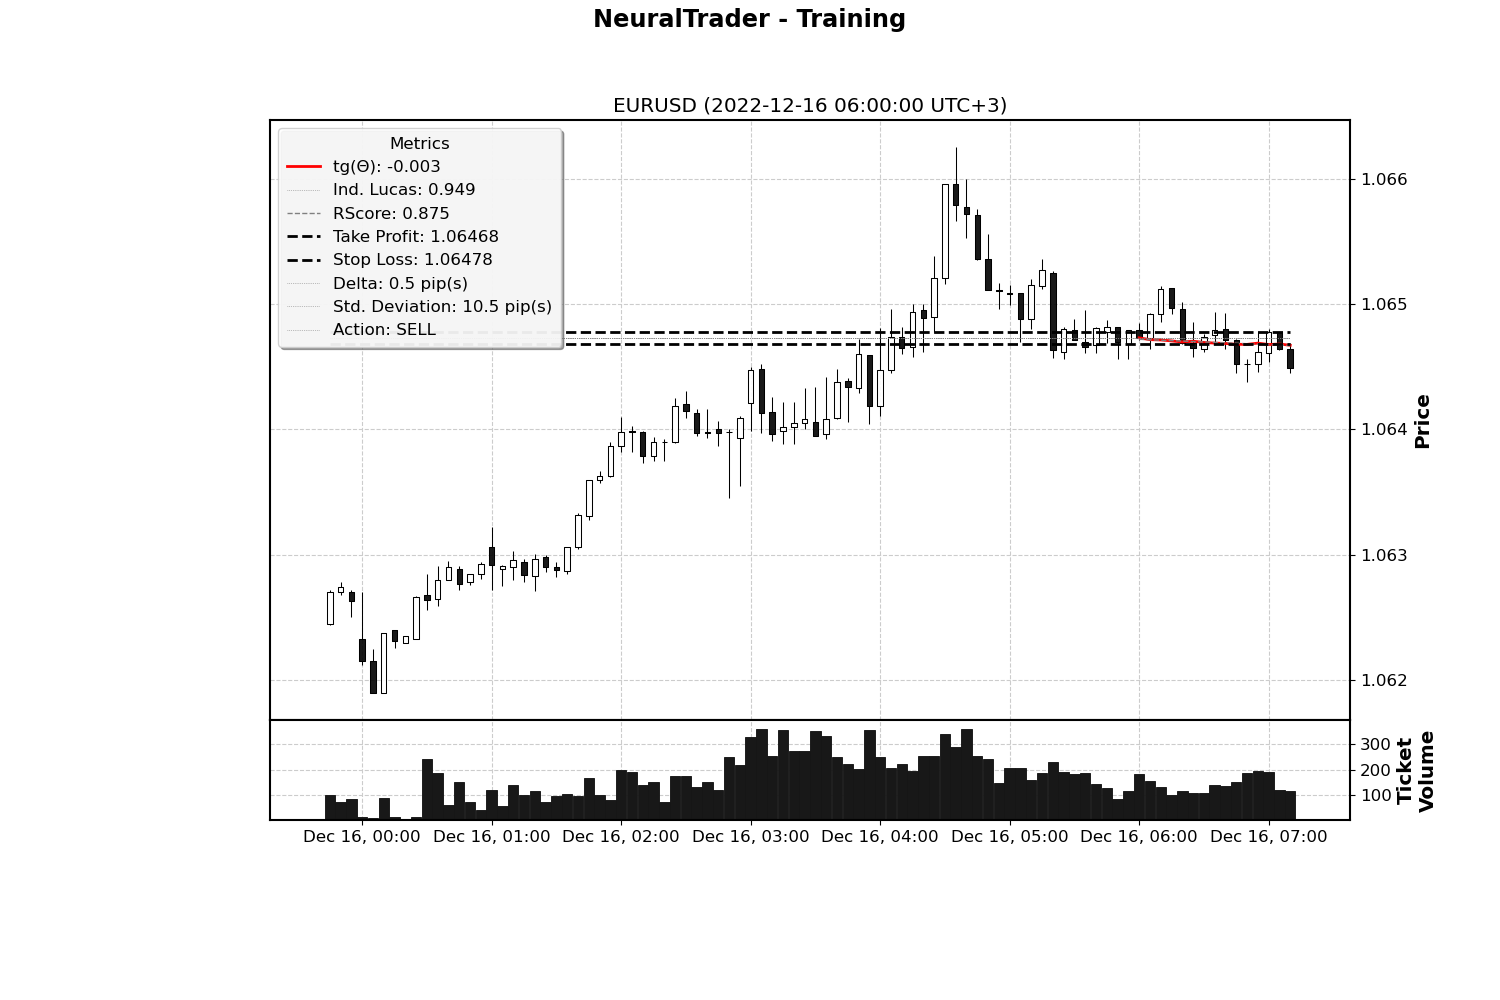 NeuralTrader - Training
EURUSD (2022-12-16 06:00:00 UTC+3)
Metrics
tg(Θ): -0.003
Ind. Lucas: 0.949
RScore: 0.875
Take Profit: 1.06468
Stop Loss: 1.06478
Delta: 0.5 pip(s)
Std. Deviation: 10.5 pip(s)
Action: SELL
1.066
1.065
1.064
1.063
1.062
Price
300
200
100
Ticket
Volume
Dec 16, 00:00
Dec 16, 01:00
Dec 16, 02:00
Dec 16, 03:00
Dec 16, 04:00
Dec 16, 05:00
Dec 16, 06:00
Dec 16, 07:00